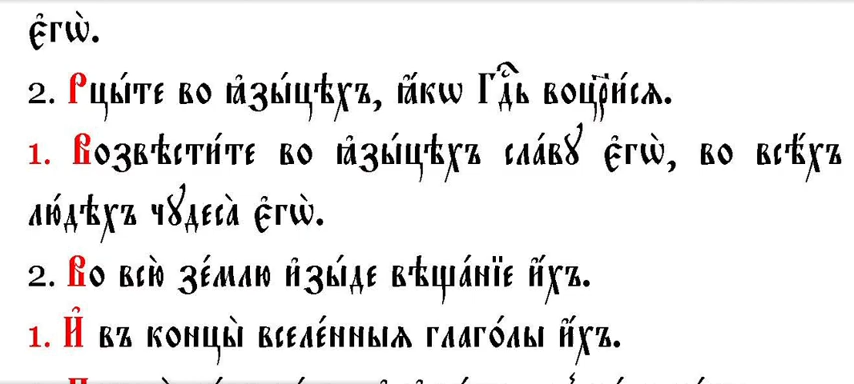 є҆гѡ̀.
2. Рцы́те во ꙗ҆зы́цѣхъ, ꙗ҆́кѡ Гдⷭ҇ь воцр҃и́сѧ.
1. Возвѣсти́те во ꙗ҆зы́цѣхъ сла́вꙋ є҆гѡ̀, во всѣ́хъ
лю́дѣхъ чꙋдеса̀ є҆гѡ̀.
2. Во всю̀ зе́млю и҆зы́де вѣща́нїе и҆́хъ.
1. И҆ въ концы̀ вселе́нныѧ глаго́лы и҆́хъ.